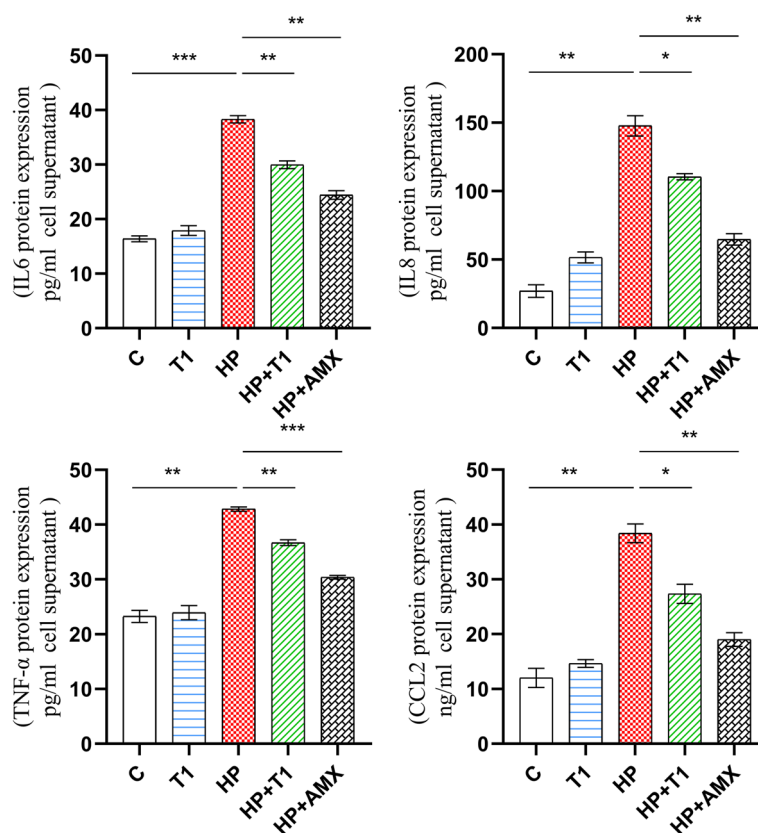 **
***
**
50
40
30
20
10
0
(IL6 protein expression
pg/ml cell supernatant )
C
T1
HP
HP+T1
HP+AMX
**
**
*
200
150
100
50
0
(IL8 protein expression
pg/ml cell supernatant )
C
T1
HP
HP+T1
HP+AMX
***
**
**
50
40
30
20
10
0
(TNF-α protein expression
pg/ml cell supernatant )
C
T1
HP
HP+T1
HP+AMX
**
**
*
50
40
30
20
10
0
(CCL2 protein expression
ng/ml cell supernatant )
C
T1
HP
HP+T1
HP+AMX